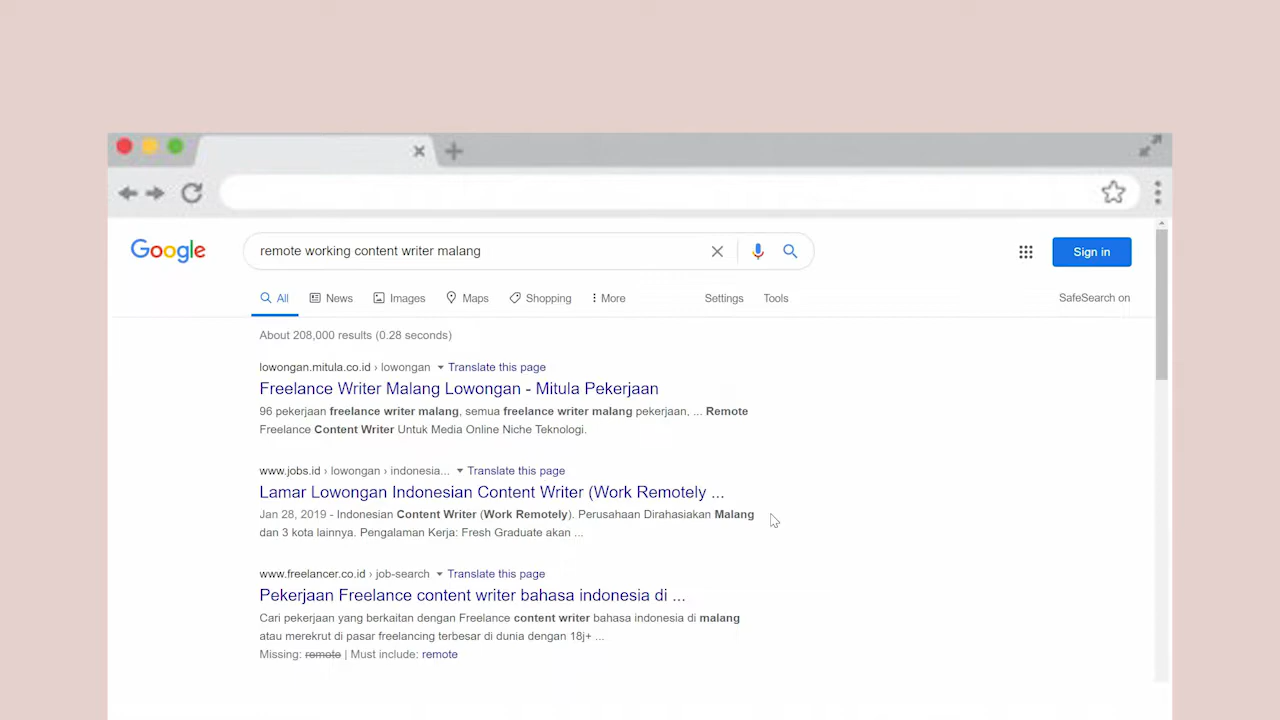 Google
remote working content writer malang
Sign in
All News Images Maps Shopping More Settings Tools SafeSearch on
About 208,000 results (0.28 seconds)
lowongan.mitula.co.id › lowongan Translate this page
Freelance Writer Malang Lowongan - Mitula Pekerjaan
96 pekerjaan freelance writer malang, semua freelance writer malang pekerjaan, ... Remote
Freelance Content Writer Untuk Media Online Niche Teknologi.
www.jobs.id › lowongan › indonesia... Translate this page
Lamar Lowongan Indonesian Content Writer (Work Remotely ...
Jan 28, 2019 - Indonesian Content Writer (Work Remotely). Perusahaan Dirahasiakan Malang
dan 3 kota lainnya. Pengalaman Kerja: Fresh Graduate akan ...
www.freelancer.co.id › job-search Translate this page
Pekerjaan Freelance content writer bahasa indonesia di ...
Cari pekerjaan yang berkaitan dengan Freelance content writer bahasa indonesia di malang
atau merekrut di pasar freelancing terbesar di dunia dengan 18j+ ...
Missing: remote | Must include: remote